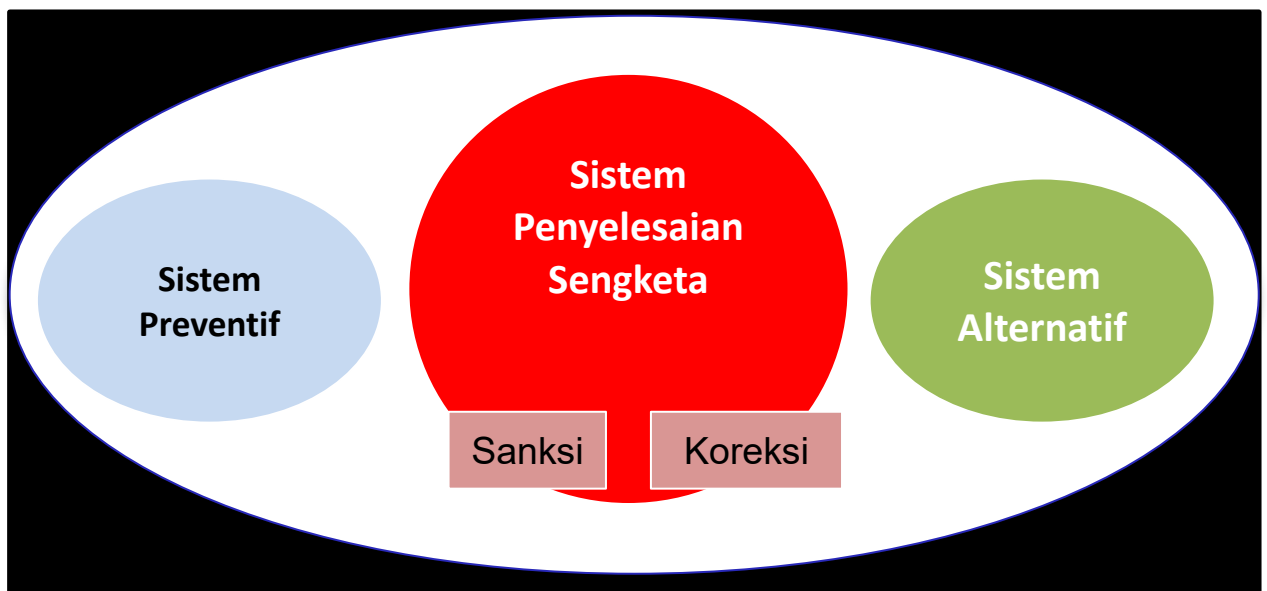 Sistem
Preventif
Sistem
Penyelesaian
Sengketa
Sanksi
Koreksi
Sistem
Alternatif